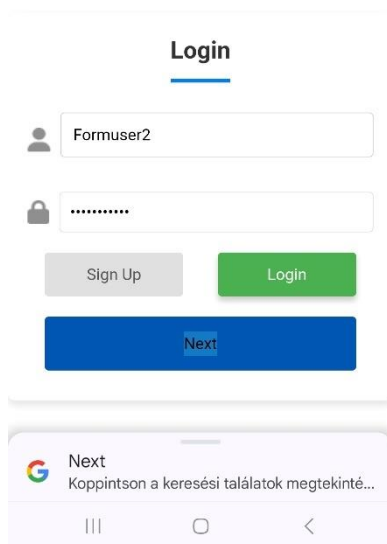 Login
Formuser2
Sign Up
Login
Next
Next
Koppintson a keresési találatok megtekinté...